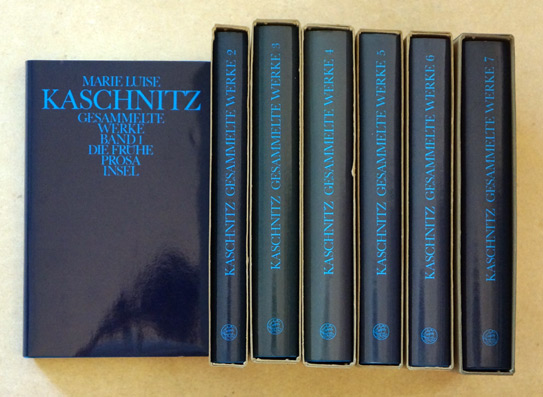 MARIE LUISE
KASCHNITZ
GESAMMELTE
WERKE
BAND 1
DIE FRÜHE
PROSA
INSEL
KASCHNITZ GESAMMELTE WERKE 2
KASCHNITZ GESAMMELTE WERKE 3
KASCHNITZ GESAMMELTE WERKE 4
KASCHNITZ GESAMMELTE WERKE 5
KASCHNITZ GESAMMELTE WERKE 6
KASCHNITZ GESAMMELTE WERKE 7